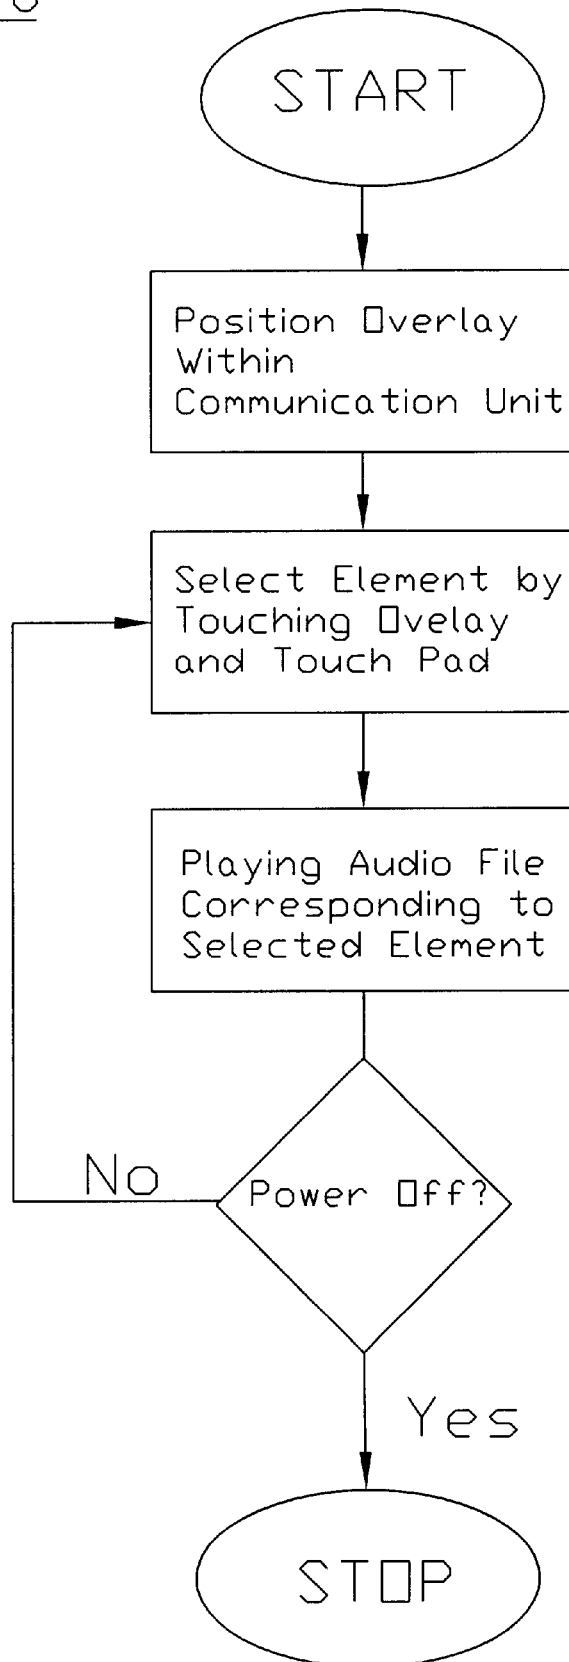 START
Position Overlay
Within
Communication Unit
Select Element by
Touching Ovelay
and Touch Pad
Playing Audio File
Corresponding to
Selected Element
Power Off?
No
Yes
STOP